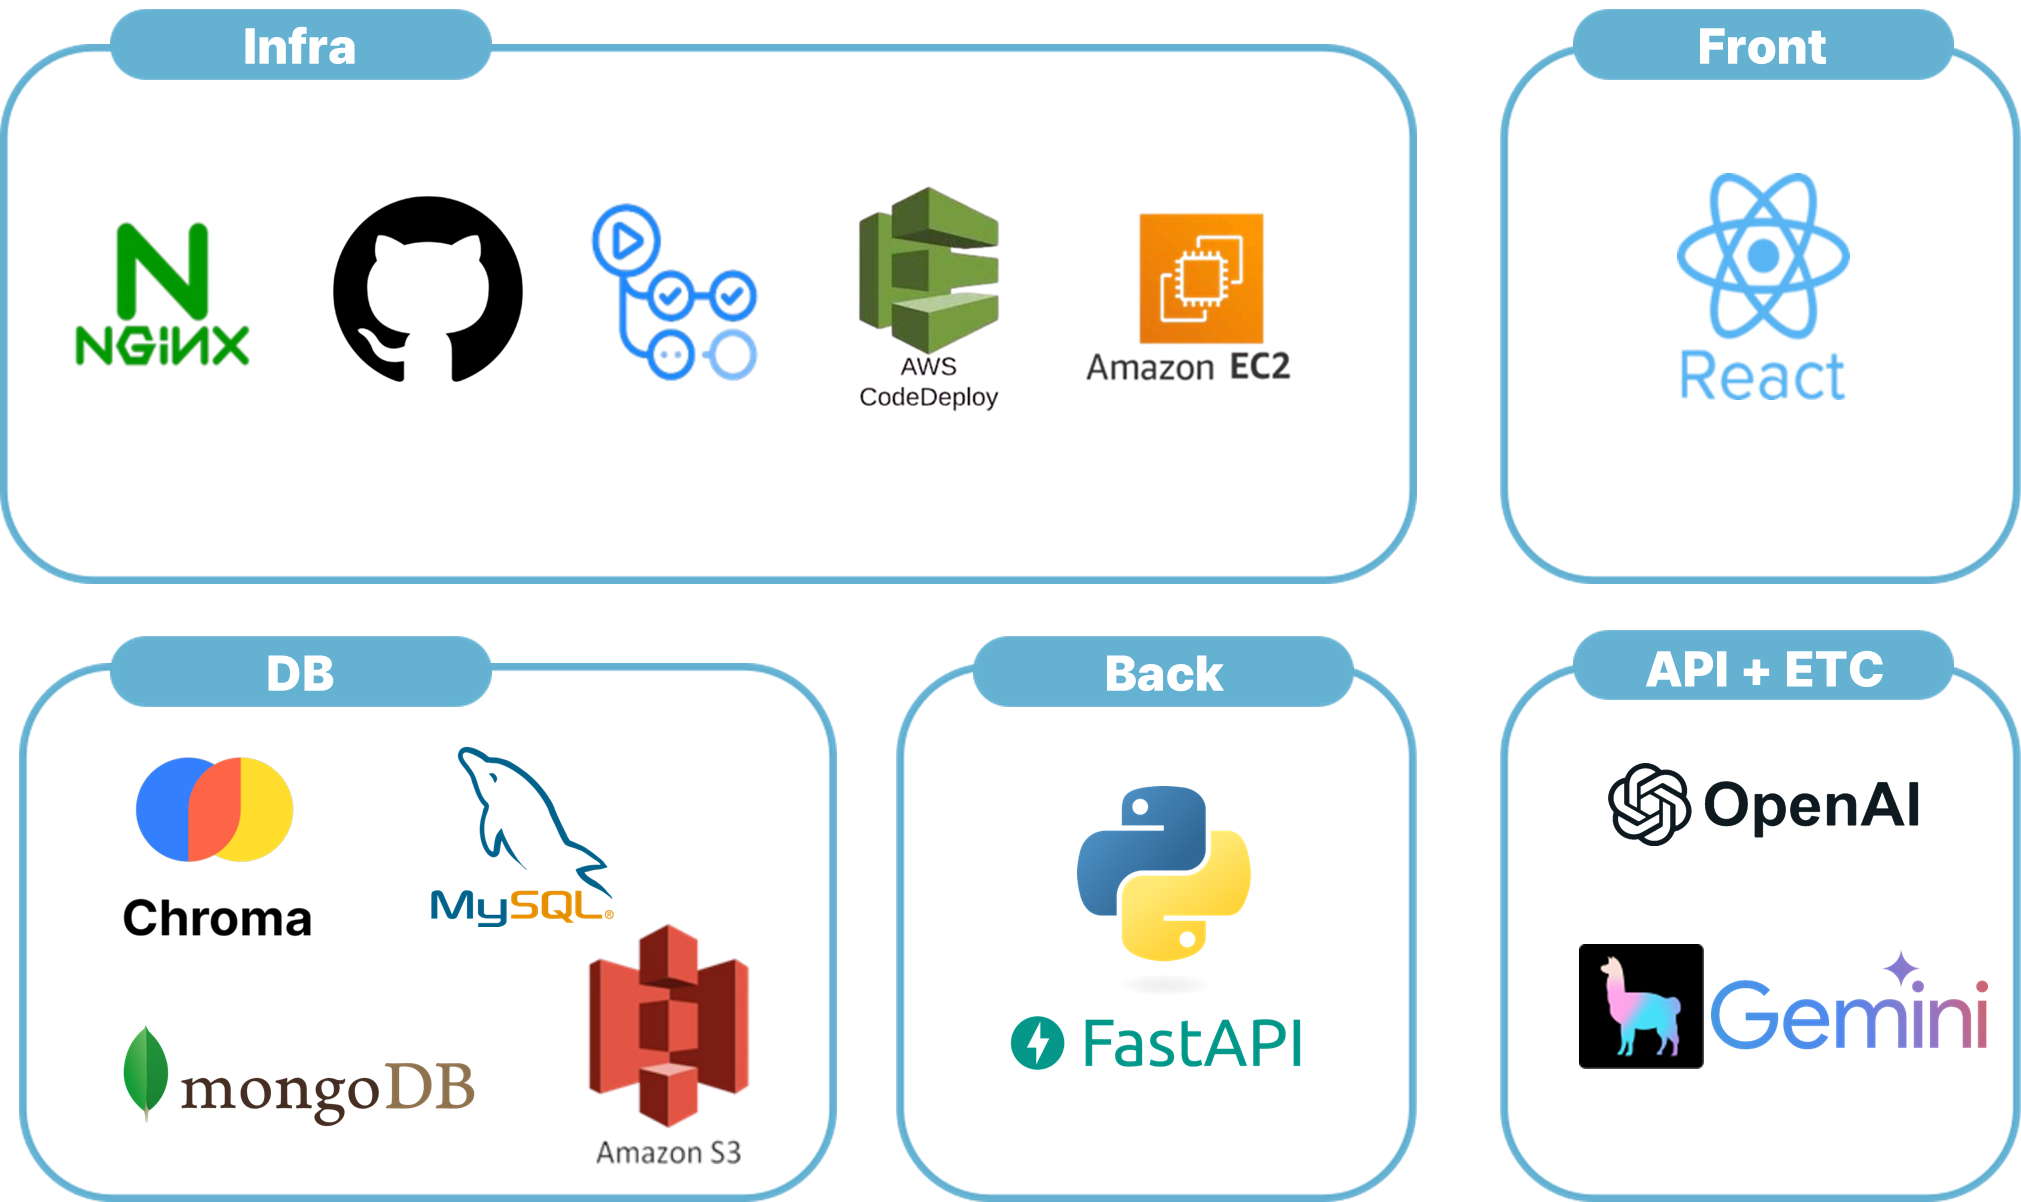 Infra
NGiNX
AWS
CodeDeploy
Amazon EC2
Front
React
DB
Chroma
MySQL®
mongoDB
Amazon S3
Back
FastAPI
API + ETC
OpenAI
Gemini